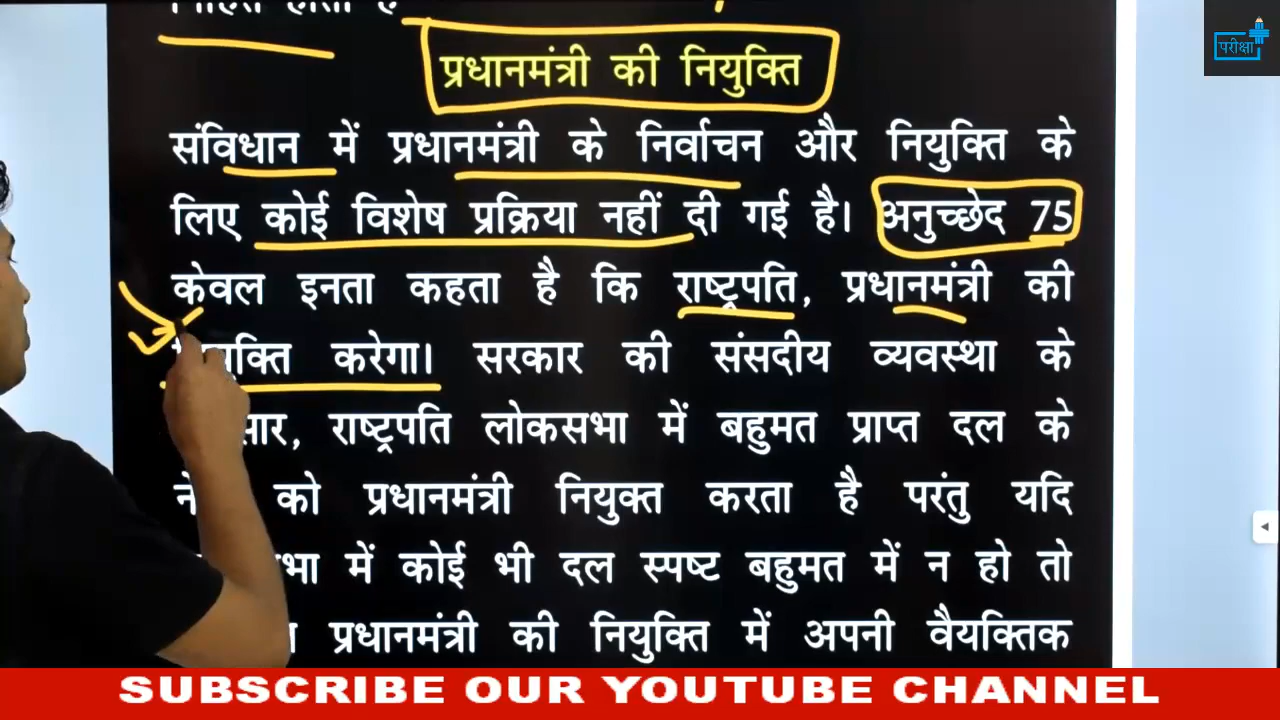 परीक्षा
प्रधानमंत्री की नियुक्ति
संविधान में प्रधानमंत्री के निर्वाचन और नियुक्ति के
लिए कोई विशेष प्रक्रिया नहीं दी गई है। अनुच्छेद 75
केवल इनता कहता है कि राष्ट्रपति, प्रधानमंत्री की
करेगा। सरकार की संसदीय व्यवस्था के
राष्ट्रपति लोकसभा में बहुमत प्राप्त दल के
को प्रधानमंत्री नियुक्त करता है परंतु यदि
में कोई भी दल स्पष्ट बहुमत में न हो तो
प्रधानमंत्री की नियुक्ति में अपनी वैयक्तिक
SUBSCRIBE OUR YOUTUBE CHANNEL